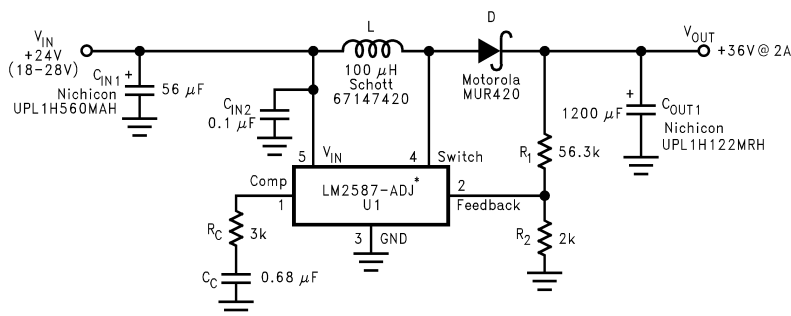 V_IN
+24V
(18-28V)
C_IN1 +
Nichicon
UPL1H560MAH
56 μF
C_IN2
0.1 μF
L
100 μH
Schott
67147420
D
Motorola
MUR420
V_OUT
+36V @ 2A
+
1200 μF
C_OUT1
Nichicon
UPL1H122MRH
R_1
56.3k
R_2
2k
5
V_IN
4
Switch
Comp
1
LM2587-ADJ*
U1
2
Feedback
3
GND
R_C
3k
C_C
0.68 μF